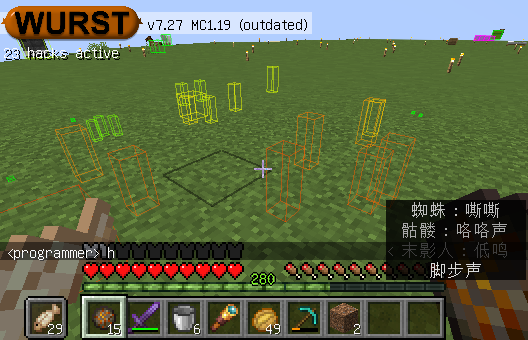 WURST v7.27 MC1.19 (outdated)
23 hacks active
蜘蛛：嘶嘶
骷髅：咯咯声
< 末影人：低鸣
脚步声
<programmer> h
280
29 15 6 49 2